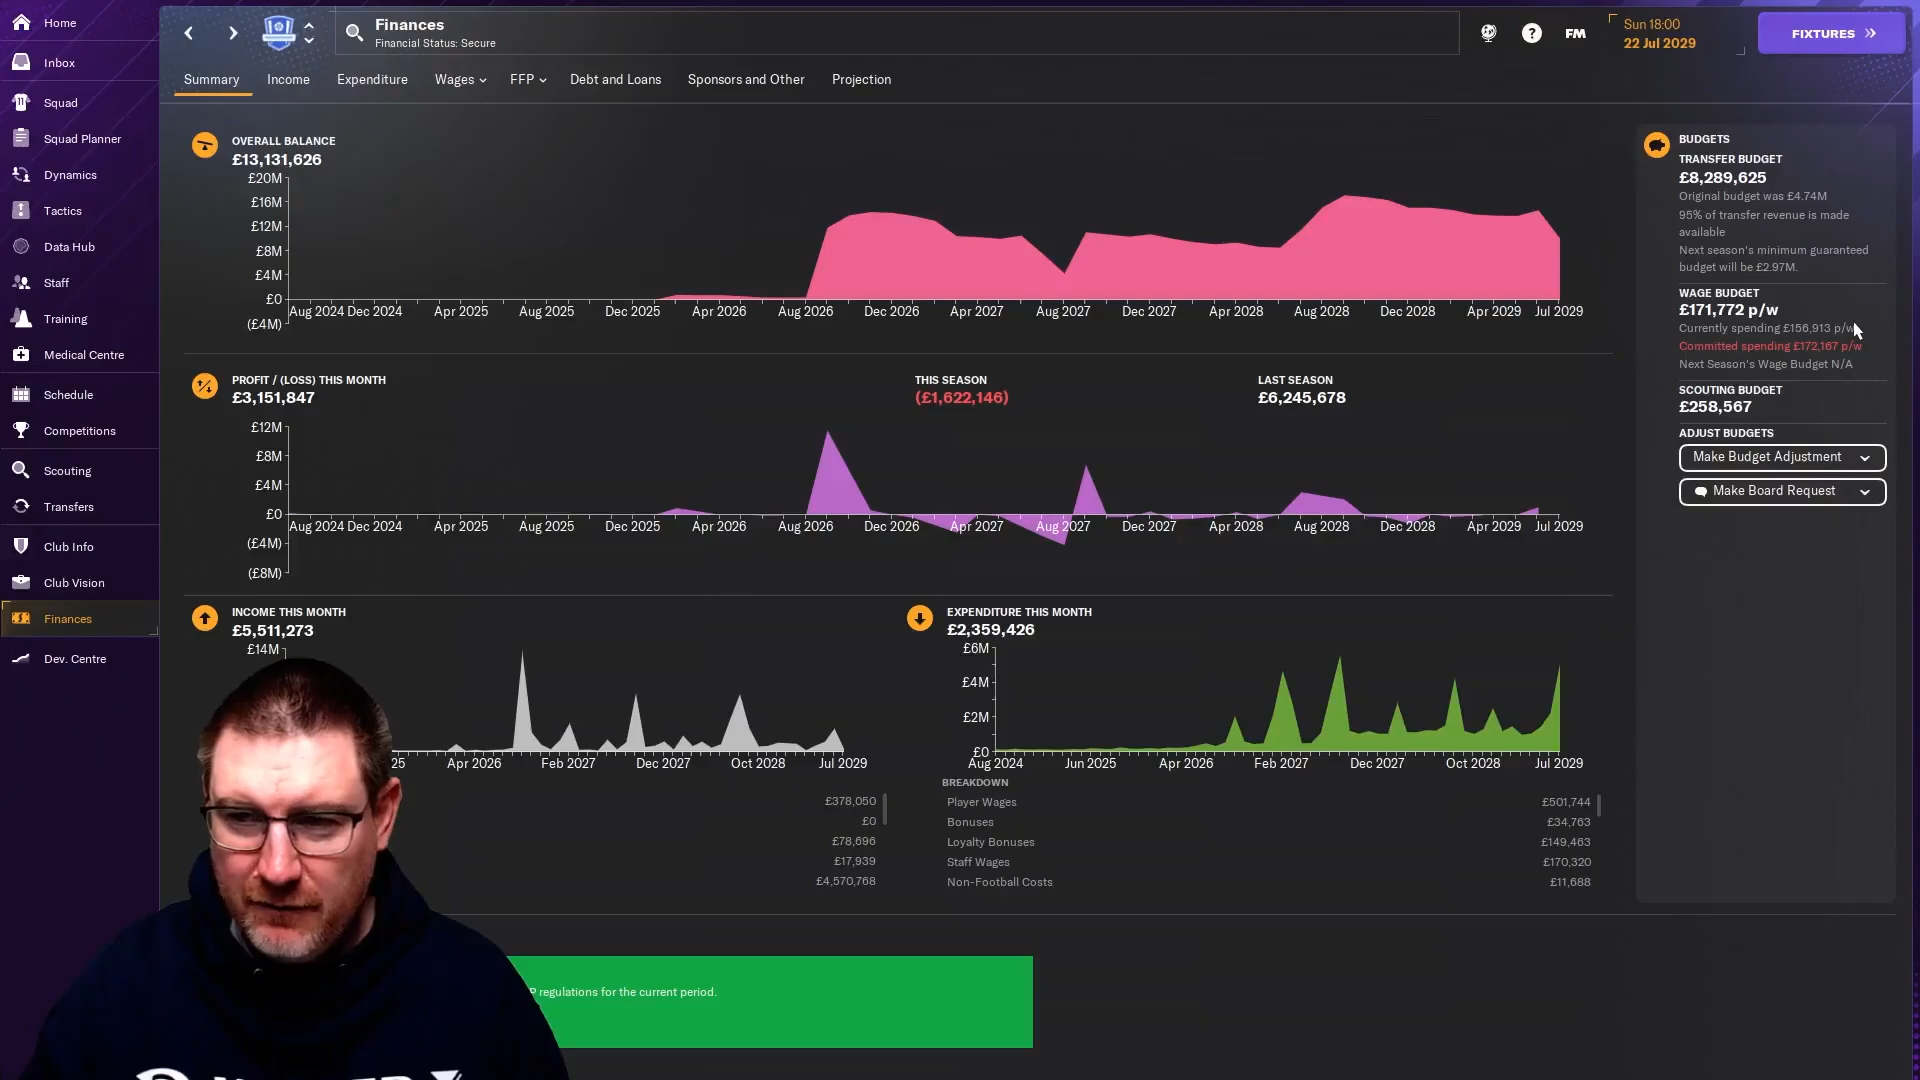 Home
Inbox
Squad
Squad Planner
Dynamics
Tactics
Data Hub
Staff
Training
Medical Centre
Schedule
Competitions
Scouting
Transfers
Club Info
Club Vision
Finances
Dev. Centre
Finances
Financial Status: Secure
FM
Sun 18:00
22 Jul 2029
FIXTURES
Summary Income Expenditure Wages FFP Debt and Loans Sponsors and Other Projection
OVERALL BALANCE
£13,131,626
£20M
£16M
£12M
£8M
£4M
£0
(£4M)
Aug 2024 Dec 2024 Apr 2025 Aug 2025 Dec 2025 Apr 2026 Aug 2026 Dec 2026 Apr 2027 Aug 2027 Dec 2027 Apr 2028 Aug 2028 Dec 2028 Apr 2029 Jul 2029
PROFIT / (LOSS) THIS MONTH
£3,151,847
THIS SEASON
(£1,622,146)
LAST SEASON
£6,245,678
£12M
£8M
£4M
£0
(£4M)
(£8M)
Aug 2024 Dec 2024 Apr 2025 Aug 2025 Dec 2025 Apr 2026 Aug 2026 Dec 2026 Apr 2027 Aug 2027 Dec 2027 Apr 2028 Aug 2028 Dec 2028 Apr 2029 Jul 2029
INCOME THIS MONTH
£5,511,273
£14M
25 Apr 2026 Feb 2027 Dec 2027 Oct 2028 Jul 2029
£378,050
£0
£78,696
£17,939
£4,570,768
EXPENDITURE THIS MONTH
£2,359,426
£6M
£4M
£2M
£0
Aug 2024 Jun 2025 Apr 2026 Feb 2027 Dec 2027 Oct 2028 Jul 2029
BREAKDOWN
Player Wages £501,744
Bonuses £34,763
Loyalty Bonuses £149,463
Staff Wages £170,320
Non-Football Costs £11,688
P regulations for the current period.
BUDGETS
TRANSFER BUDGET
£8,289,625
Original budget was £4.74M
95% of transfer revenue is made
available
Next season's minimum guaranteed
budget will be £2.97M.
WAGE BUDGET
£171,772 p/w
Currently spending £156,913 p/w
Committed spending £172,167 p/w
Next Season's Wage Budget N/A
SCOUTING BUDGET
£258,567
ADJUST BUDGETS
Make Budget Adjustment
Make Board Request